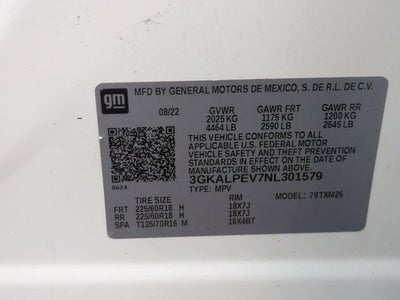 gm
MFD BY GENERAL MOTORS DE MEXICO, S. DE R.L. DE C.V.
08/22 GVWR GAWR FRT GAWR RR
2025 KG 1175 KG 1200 KG
4464 LB 2590 LB 2645 LB
THIS VEHICLE CONFORMS TO ALL
APPLICABLE U.S. FEDERAL MOTOR
VEHICLE SAFETY, BUMPER, AND THEFT
PREVENTION STANDARDS IN EFFECT ON THE DATE OF
MANUFACTURE SHOWN ABOVE.
3GKALPEV7NL301579
TYPE: MPV MODEL: 79TXM26
6624
TIRE SIZE RIM
FRT 225/60R18 H 18X7J
RR 225/60R18 H 18X7J
SPA T135/70R16 M 16X4BT